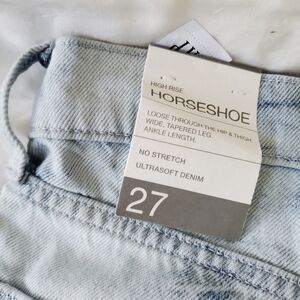 HIGH RISE
HORSESHOE
LOOSE THROUGH THE HIP & THIGH,
WIDE, TAPERED LEG.
ANKLE LENGTH.
NO STRETCH
ULTRASOFT DENIM
27